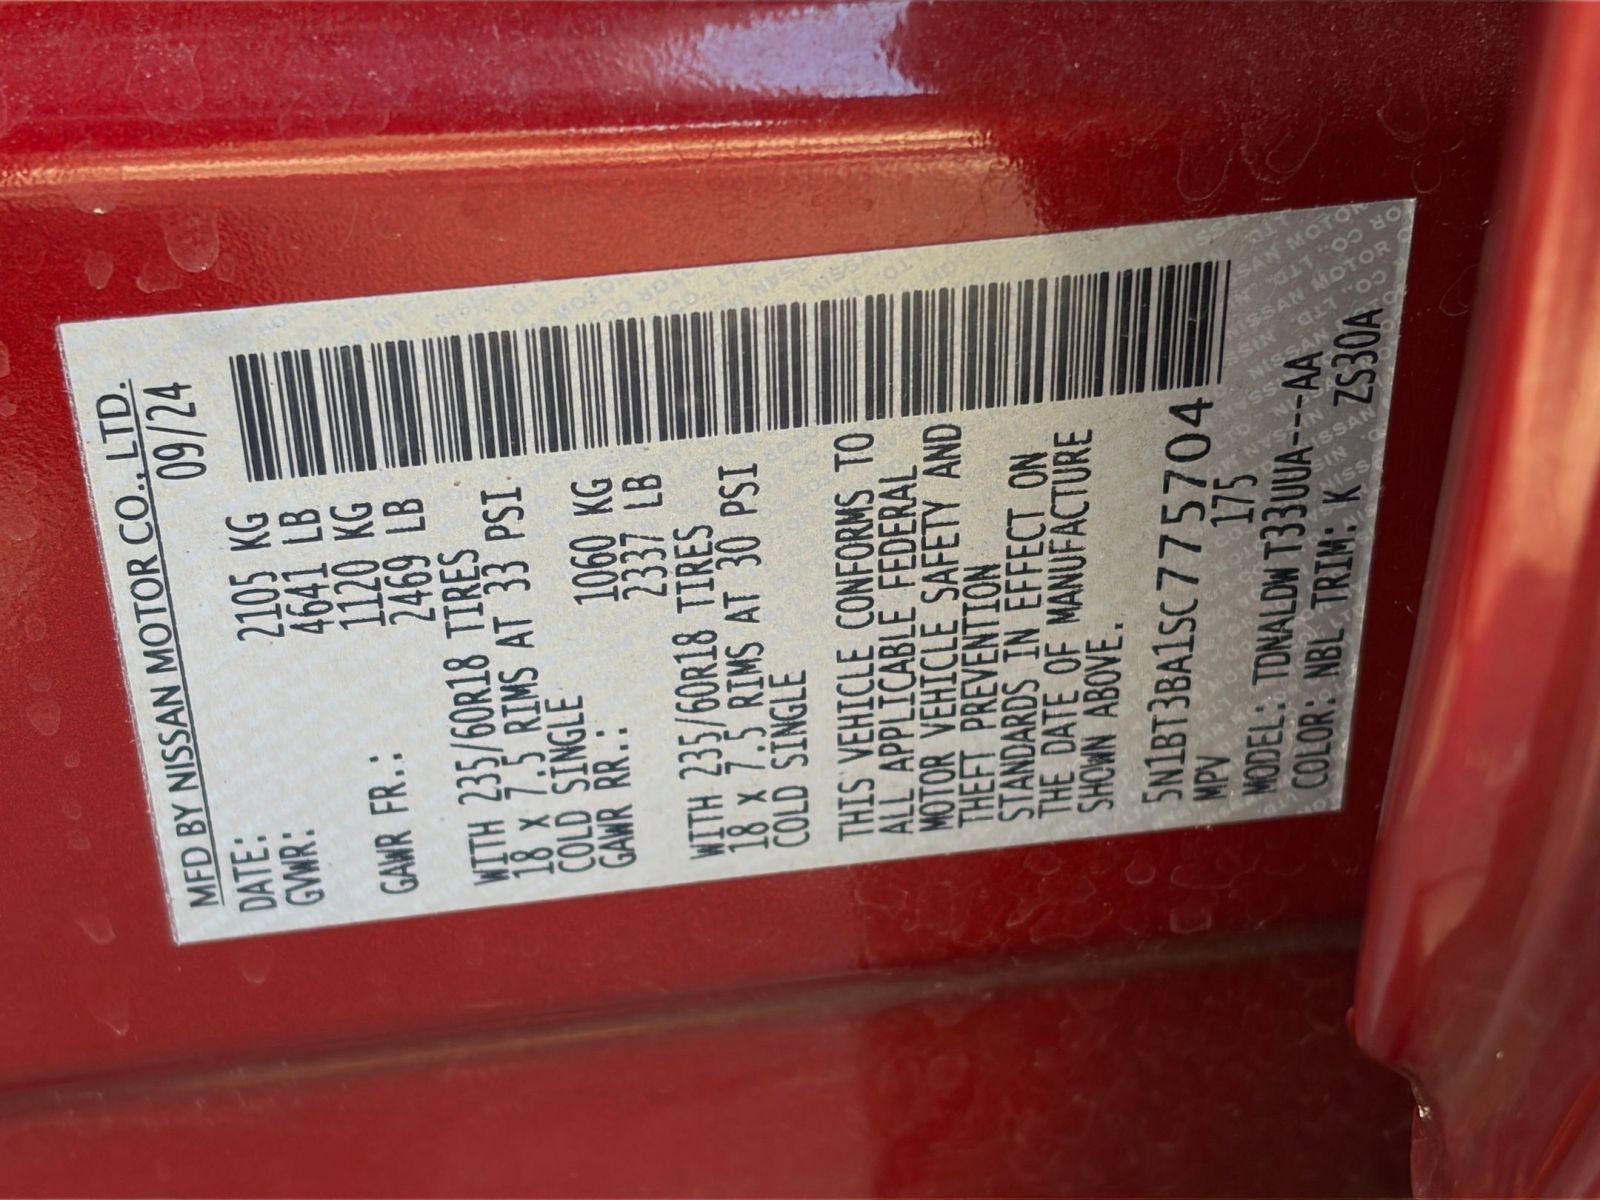 MFD BY NISSAN MOTOR CO., LTD.
DATE: 09/24
GVWR: 2105 KG
4641 LB
GAWR FR.: 1120 KG
2469 LB
WITH 235/60R18 TIRES
18 X 7.5 RIMS AT 33 PSI
COLD SINGLE
GAWR RR.: 1060 KG
2337 LB
WITH 235/60R18 TIRES
18 X 7.5 RIMS AT 30 PSI
COLD SINGLE
THIS VEHICLE CONFORMS TO
ALL APPLICABLE FEDERAL
MOTOR VEHICLE SAFETY AND
THEFT PREVENTION
STANDARDS IN EFFECT ON
THE DATE OF MANUFACTURE
SHOWN ABOVE.
5N1BT3BA1SC775704
MPV 175
MODEL: TDNALDW T33UUA---AA
COLOR: NBL TRIM: K ZS30A